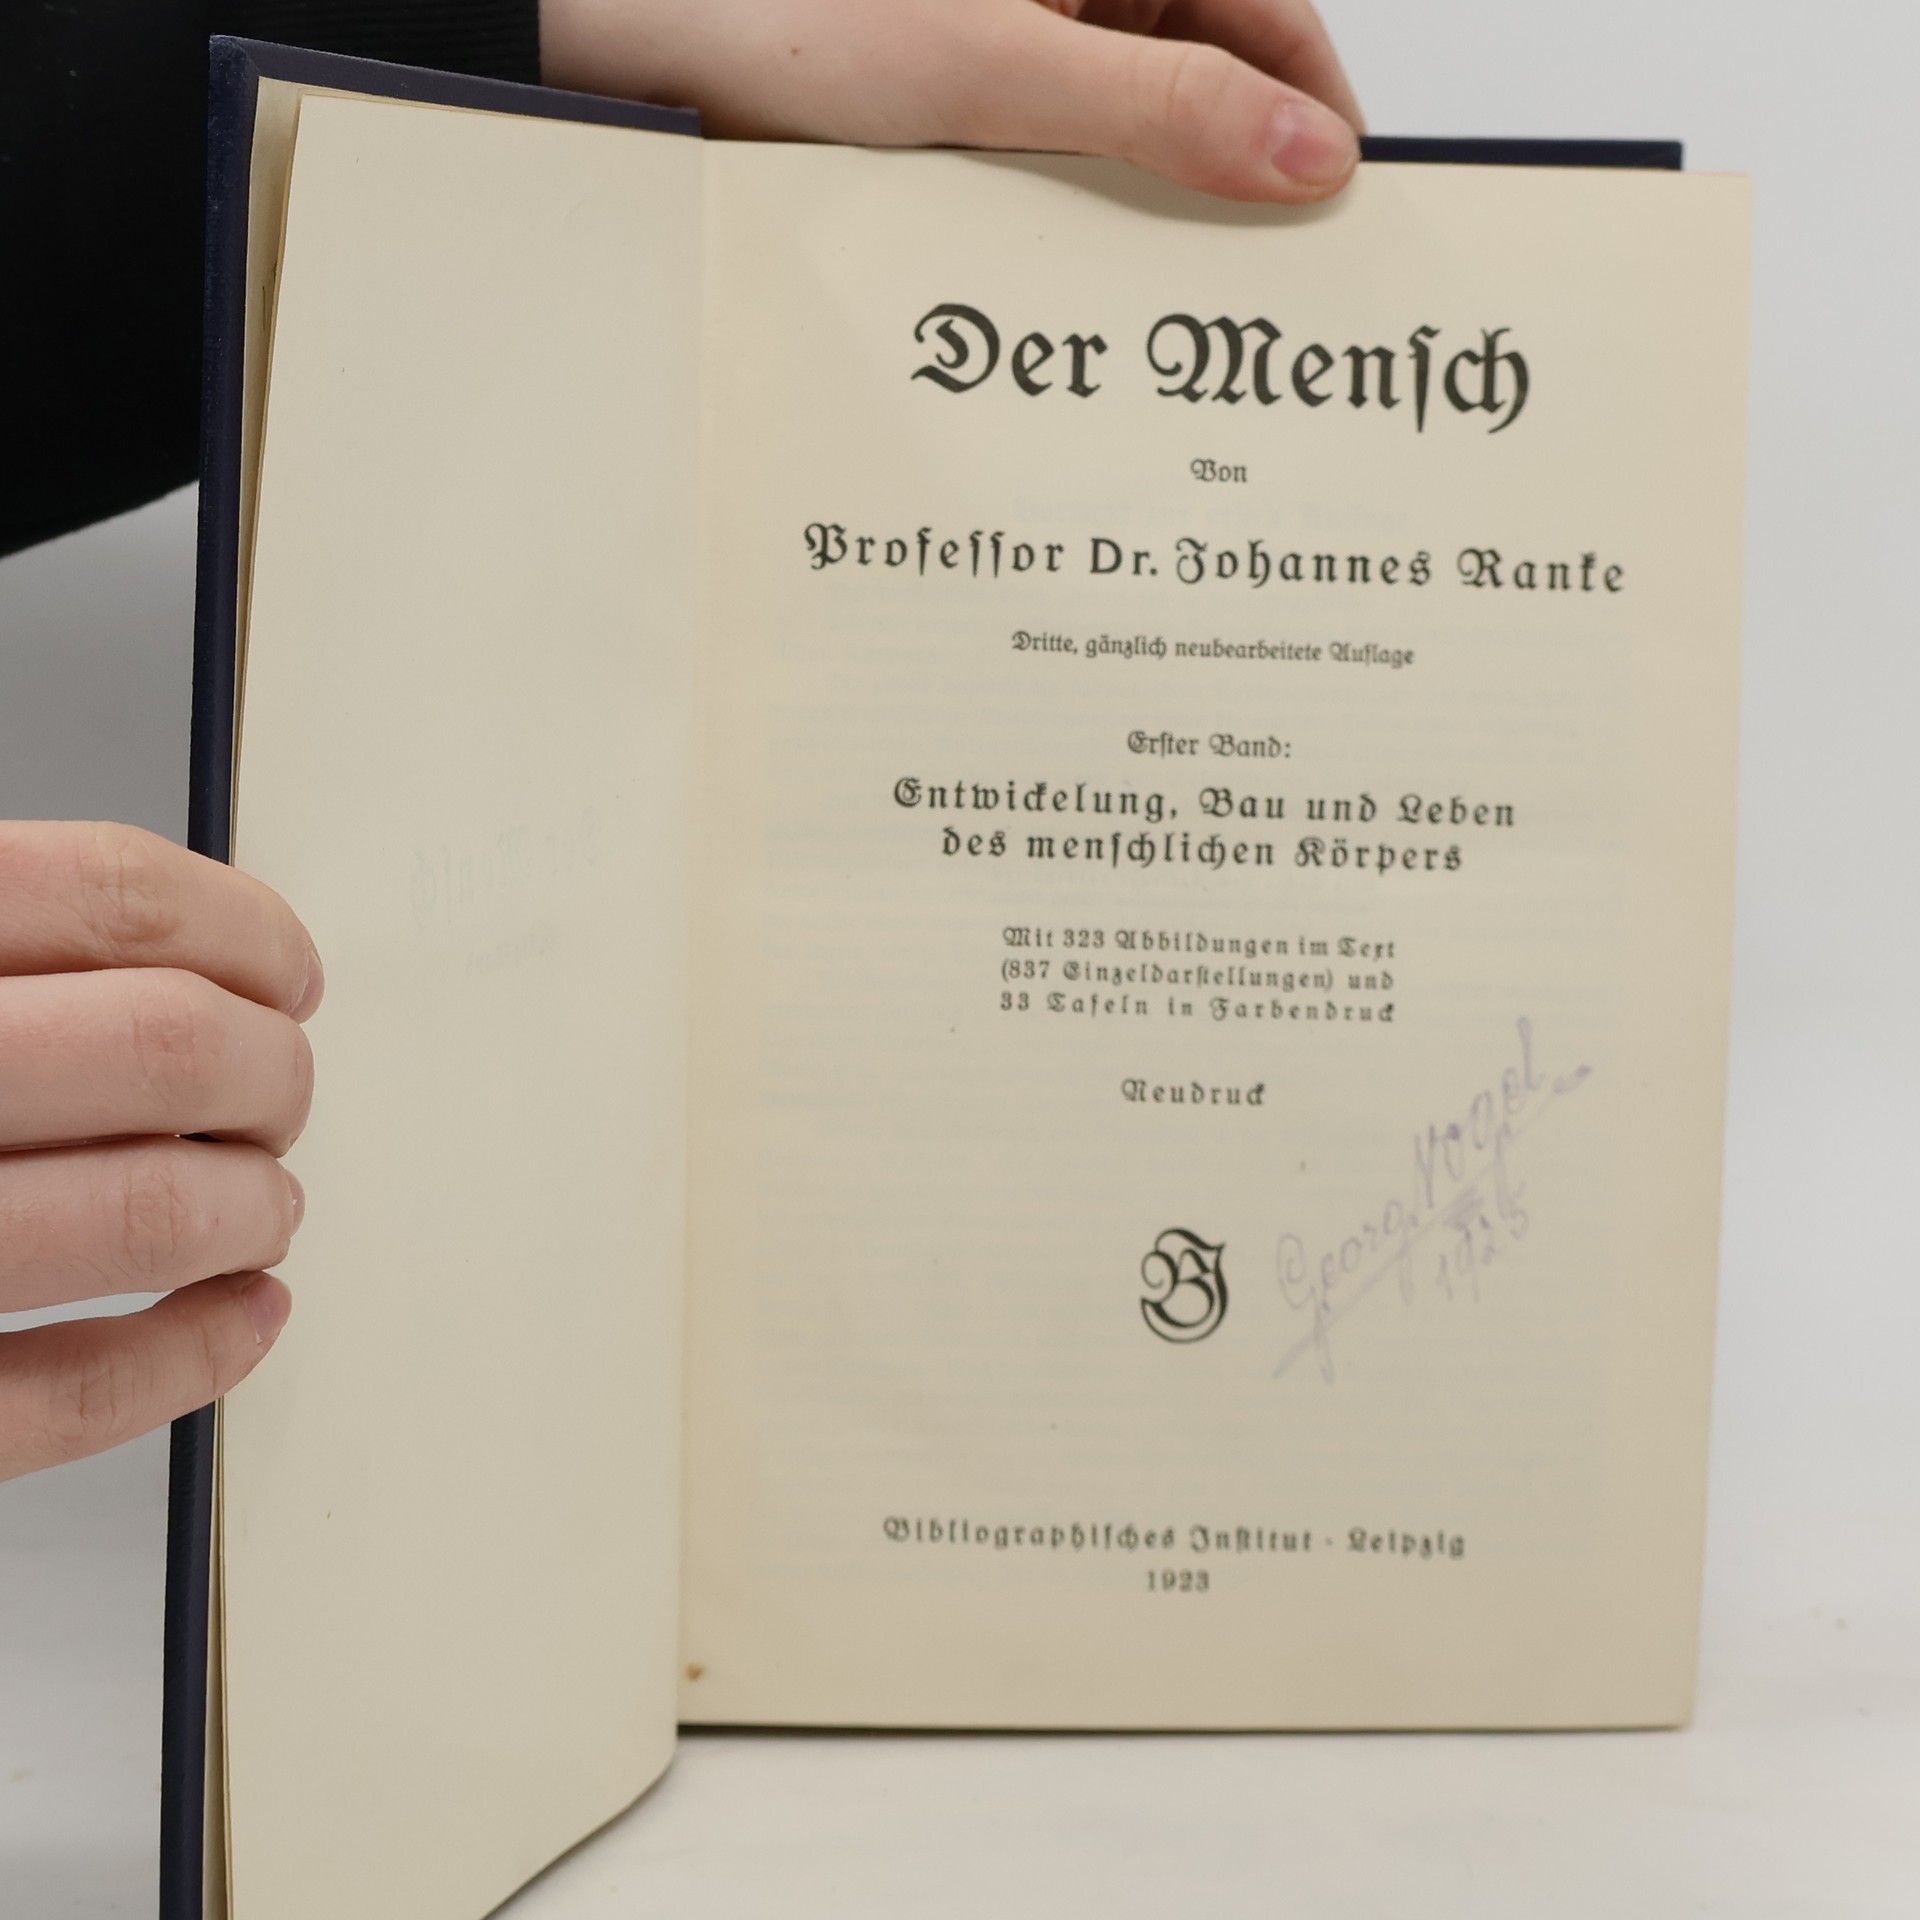 Der Menſch
Von
Profeſſor Dr. Johannes Ranke
Dritte, gänzlich neubearbeitete Auflage
Erſter Band:
Entwickelung, Bau und Leben
des menſchlichen Körpers
Mit 323 Abbildungen im Text
(837 Einzeldarſtellungen) und
33 Tafeln in Farbendruck
Neudruck
Georg Vogel
1925
BI
Bibliographiſches Inſtitut · Leipzig
1923